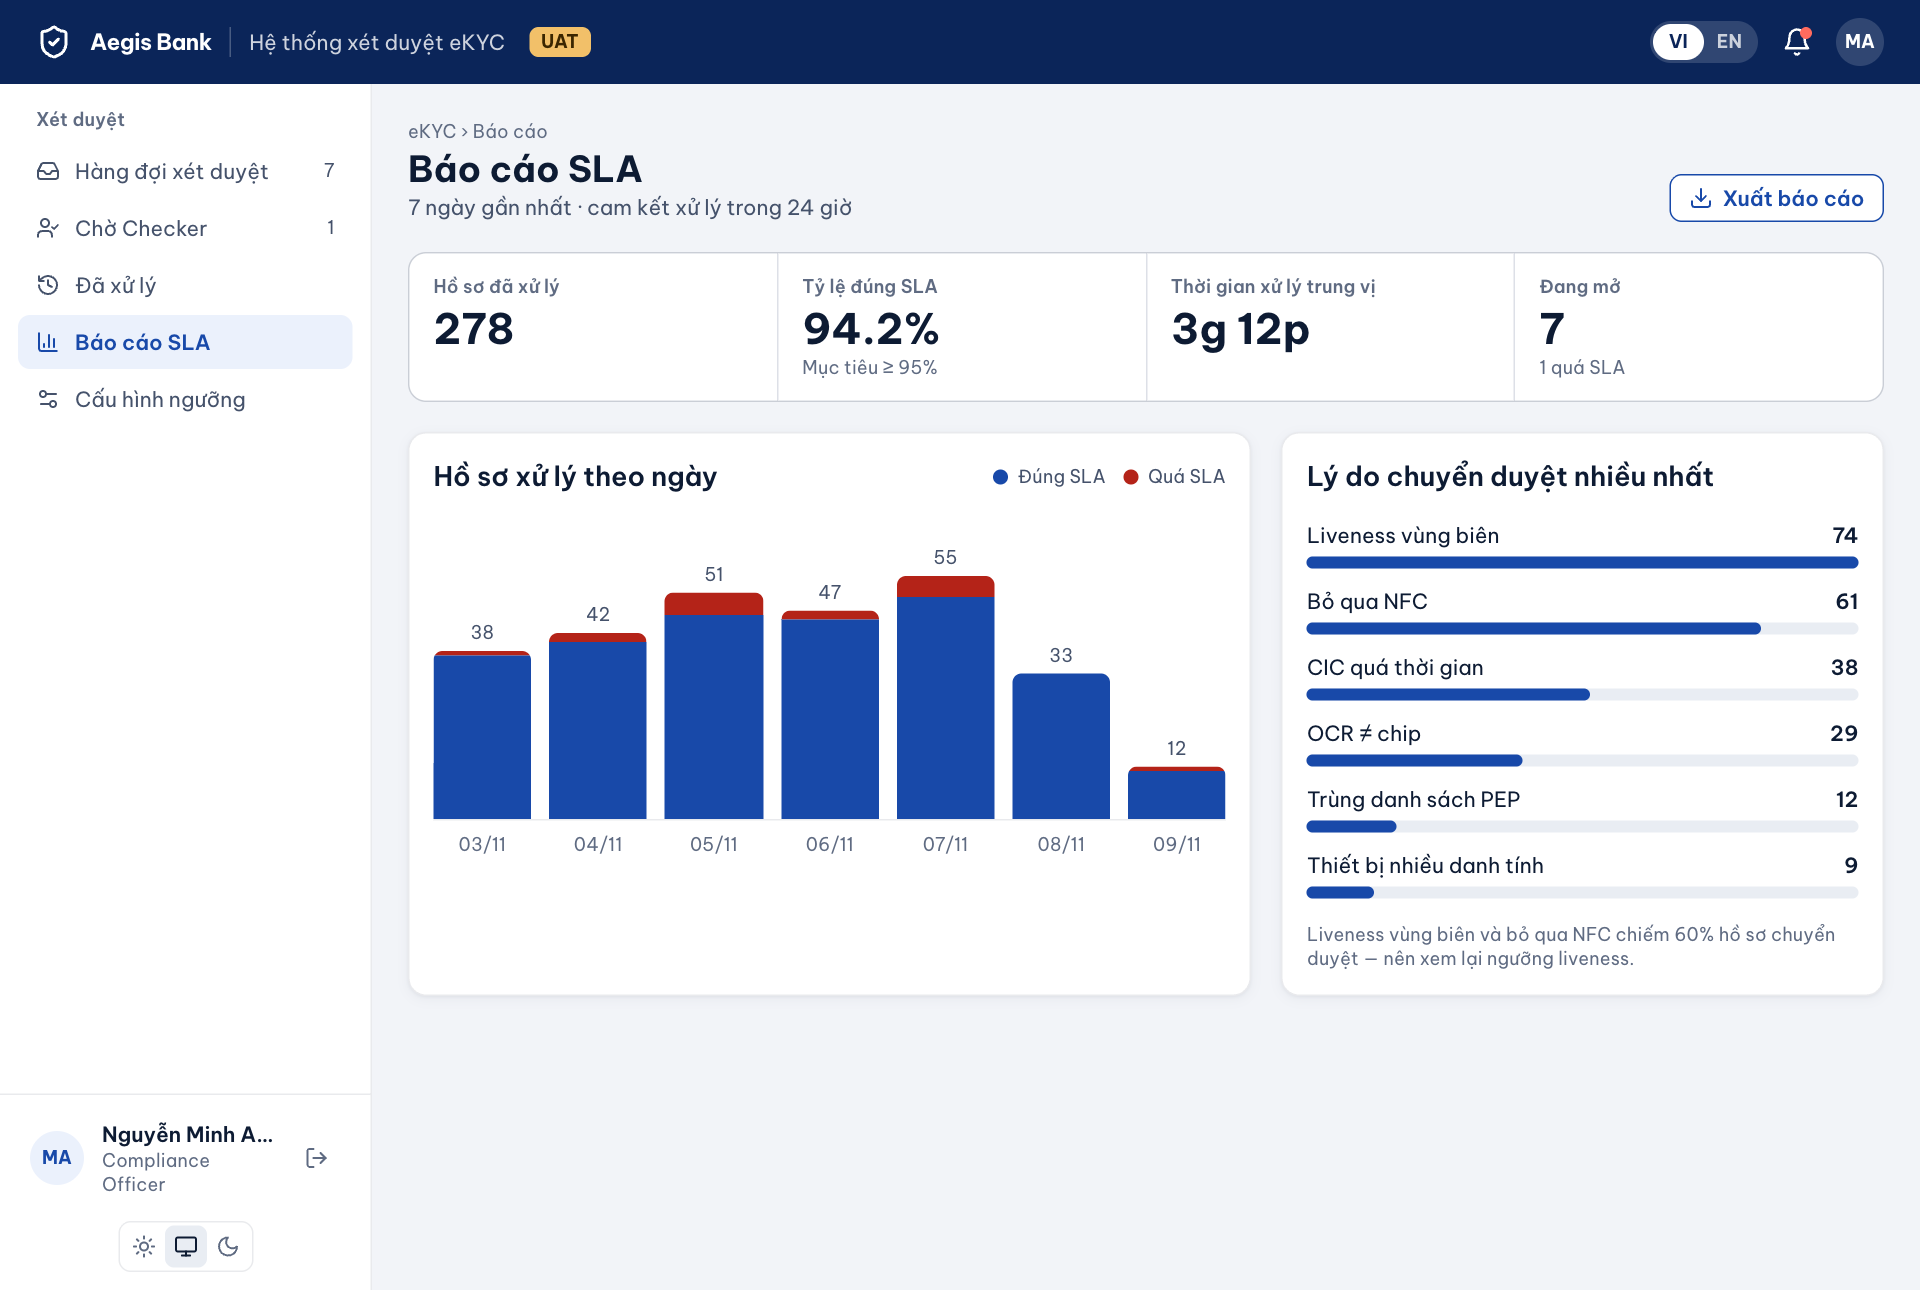 Aegis Bank
Hệ thống xét duyệt eKYC
UAT
VI
EN
MA
Xét duyệt
Hàng đợi xét duyệt 7
Chờ Checker 1
Đã xử lý
Báo cáo SLA
Cấu hình ngưỡng
Nguyễn Minh A...
MA
Compliance
Officer
eKYC › Báo cáo
Báo cáo SLA
7 ngày gần nhất · cam kết xử lý trong 24 giờ
Xuất báo cáo
Hồ sơ đã xử lý
278
Tỷ lệ đúng SLA
94.2%
Mục tiêu ≥ 95%
Thời gian xử lý trung vị
3g 12p
Đang mở
7
1 quá SLA
Hồ sơ xử lý theo ngày
Đúng SLA
Quá SLA
38
42
51
47
55
33
12
03/11
04/11
05/11
06/11
07/11
08/11
09/11
Lý do chuyển duyệt nhiều nhất
Liveness vùng biên 74
Bỏ qua NFC 61
CIC quá thời gian 38
OCR ≠ chip 29
Trùng danh sách PEP 12
Thiết bị nhiều danh tính 9
Liveness vùng biên và bỏ qua NFC chiếm 60% hồ sơ chuyển
duyệt — nên xem lại ngưỡng liveness.